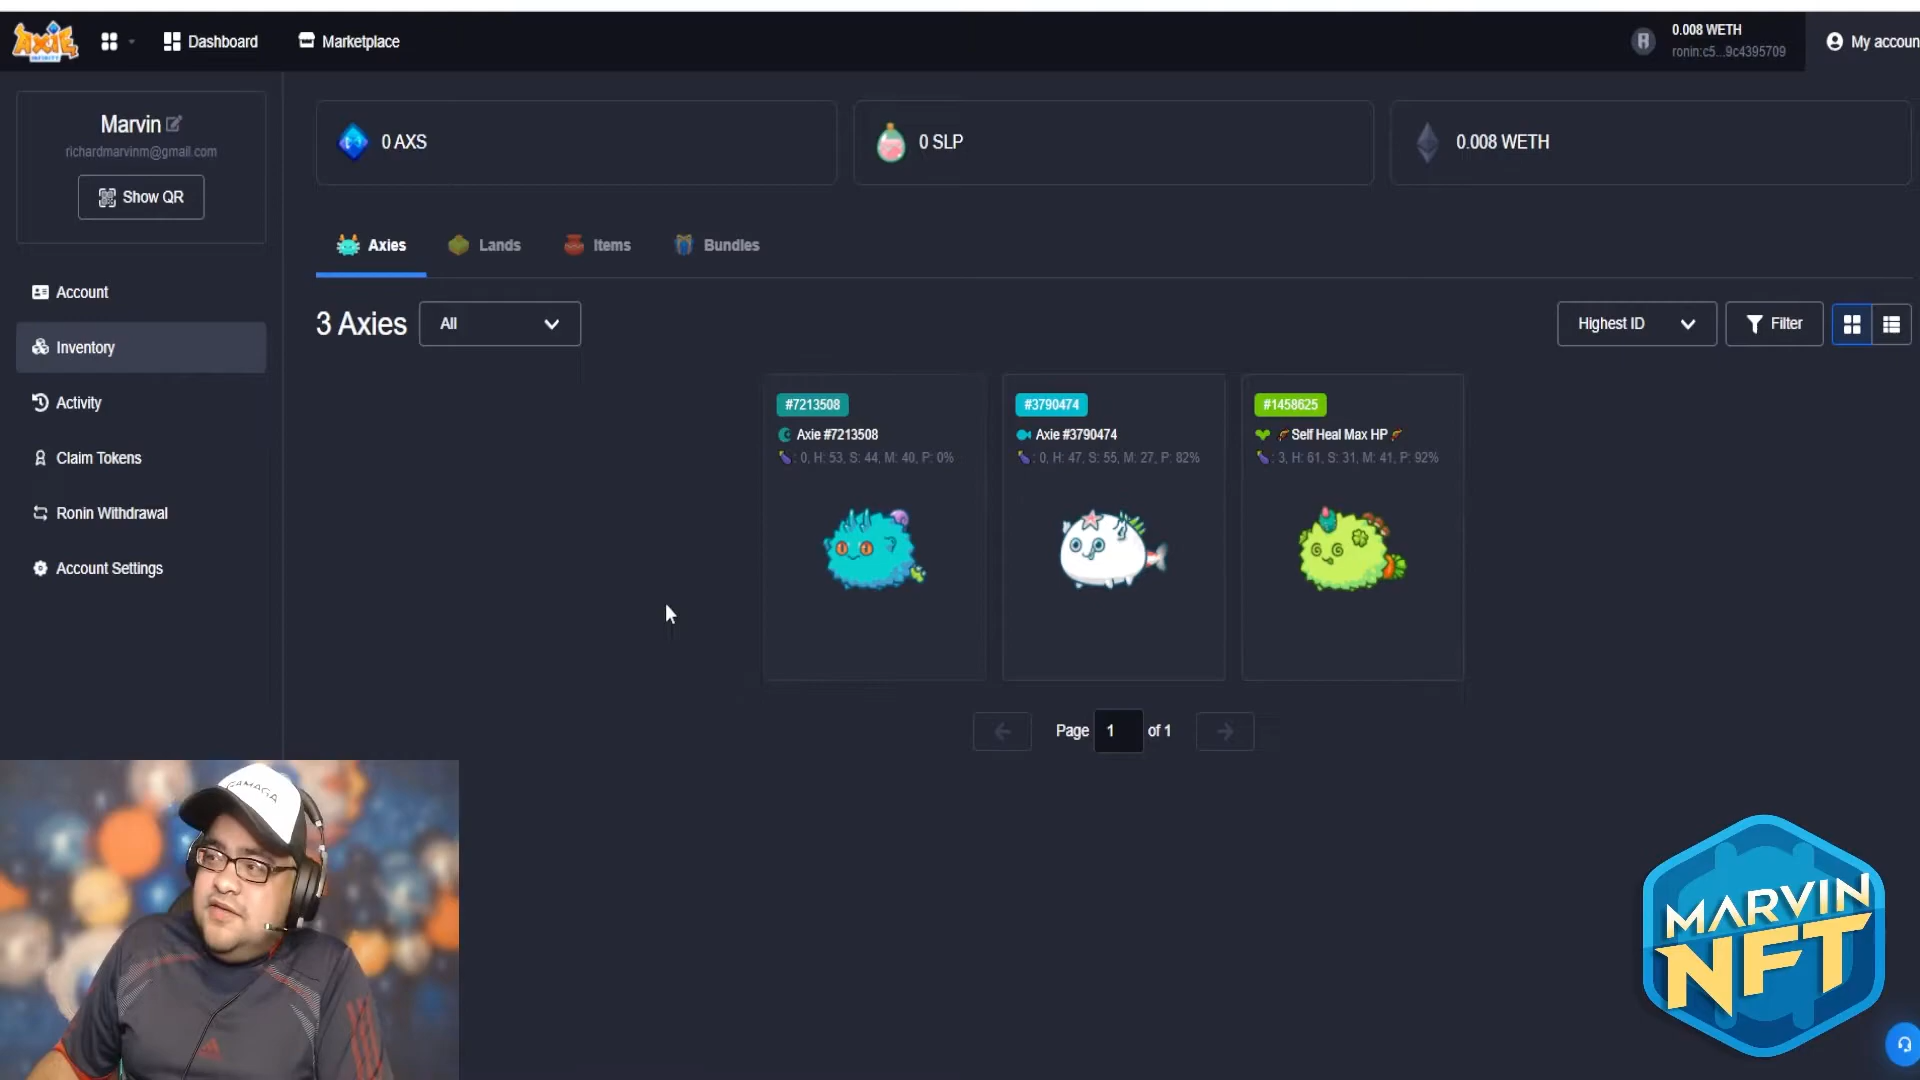 AXIE
INFINITY
Dashboard
Marketplace
0.008 WETH
ronin:c5...9c4395709
My accoun
Marvin
richardmarvinm@gmail.com
Show QR
0 AXS
0 SLP
0.008 WETH
Axies
Lands
Items
Bundles
3 Axies
All
Highest ID
Filter
Account
Inventory
Activity
Claim Tokens
Ronin Withdrawal
Account Settings
#7213508
Axie #7213508
: 0, H: 53, S: 44, M: 40, P: 0%
#3790474
Axie #3790474
: 0, H: 47, S: 55, M: 27, P: 82%
#1458625
Self Heal Max HP
: 3, H: 61, S: 31, M: 41, P: 92%
Page 1 of 1
GAMAGA
MARVIN
NFT